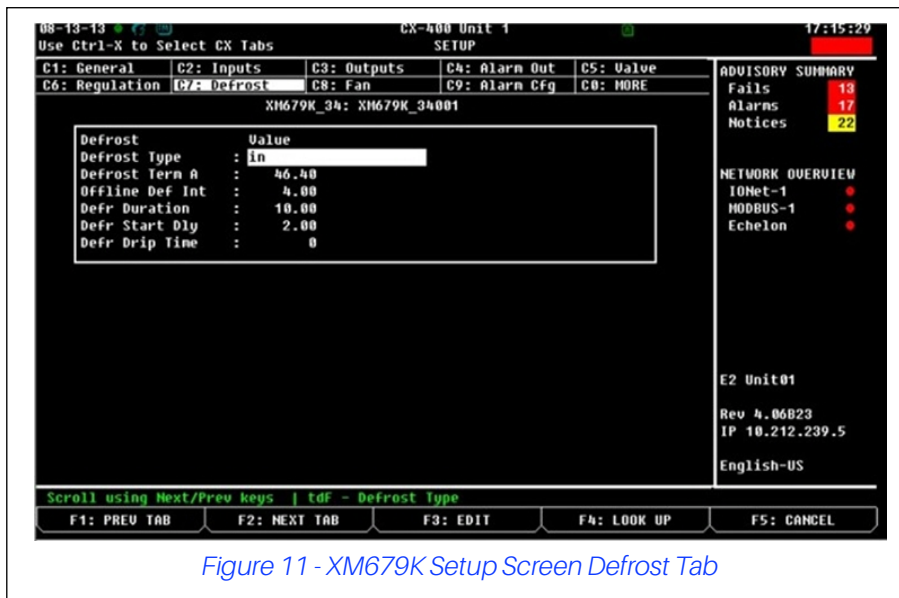 08-13-13 CX-400 Unit 1 17:15:29
Use Ctrl-X to Select CX Tabs SETUP
C1: General C2: Inputs C3: Outputs C4: Alarm Out C5: Valve
C6: Regulation C7: Defrost C8: Fan C9: Alarm Cfg C0: MORE
XM679K_34: XM679K_34001
Defrost Value
Defrost Type : in
Defrost Term A : 46.40
Offline Def Int : 4.00
Defr Duration : 10.00
Defr Start Dly : 2.00
Defr Drip Time : 0
ADVISORY SUMMARY
Fails 13
Alarms 17
Notices 22
NETWORK OVERVIEW
IONet-1
MODBUS-1
Echelon
E2 Unit01
Rev 4.06B23
IP 10.212.239.5
English-US
Scroll using Next/Prev keys | tdF - Defrost Type
F1: PREV TAB F2: NEXT TAB F3: EDIT F4: LOOK UP F5: CANCEL
Figure 11 - XM679K Setup Screen Defrost Tab